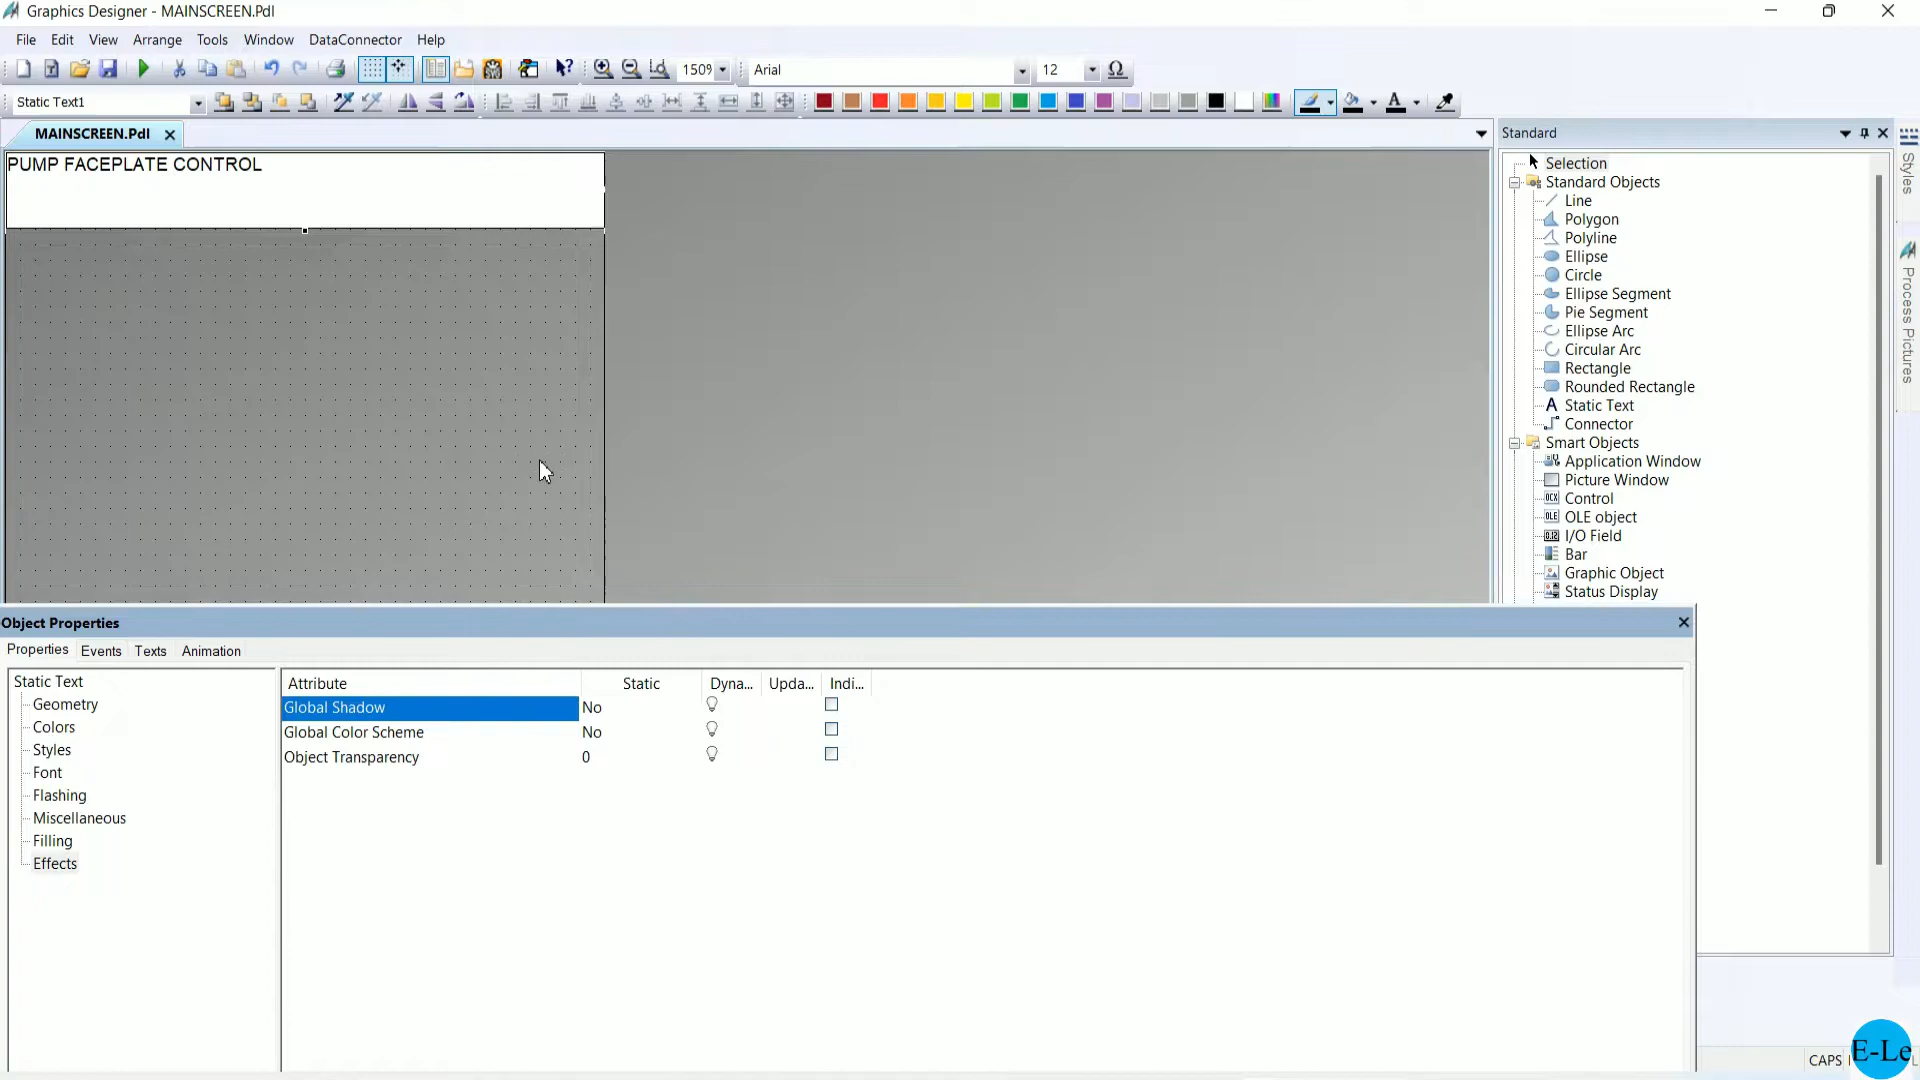 Graphics Designer - MAINSCREEN.Pdl
File Edit View Arrange Tools Window DataConnector Help
150% Arial 12 Ω
Static Text1
MAINSCREEN.Pdl
Standard
PUMP FACEPLATE CONTROL
Selection
Standard Objects
Line
Polygon
Polyline
Ellipse
Circle
Ellipse Segment
Pie Segment
Ellipse Arc
Circular Arc
Rectangle
Rounded Rectangle
A Static Text
Connector
Smart Objects
Application Window
Picture Window
OCX Control
OLE OLE object
0.12 I/O Field
Bar
Graphic Object
Status Display
Styles
Process Pictures
Object Properties
Properties Events Texts Animation
Static Text
Geometry
Colors
Styles
Font
Flashing
Miscellaneous
Filling
Effects
Attribute Static Dyna... Upda... Indi...
Global Shadow No
Global Color Scheme No
Object Transparency 0
CAPS
E-Le